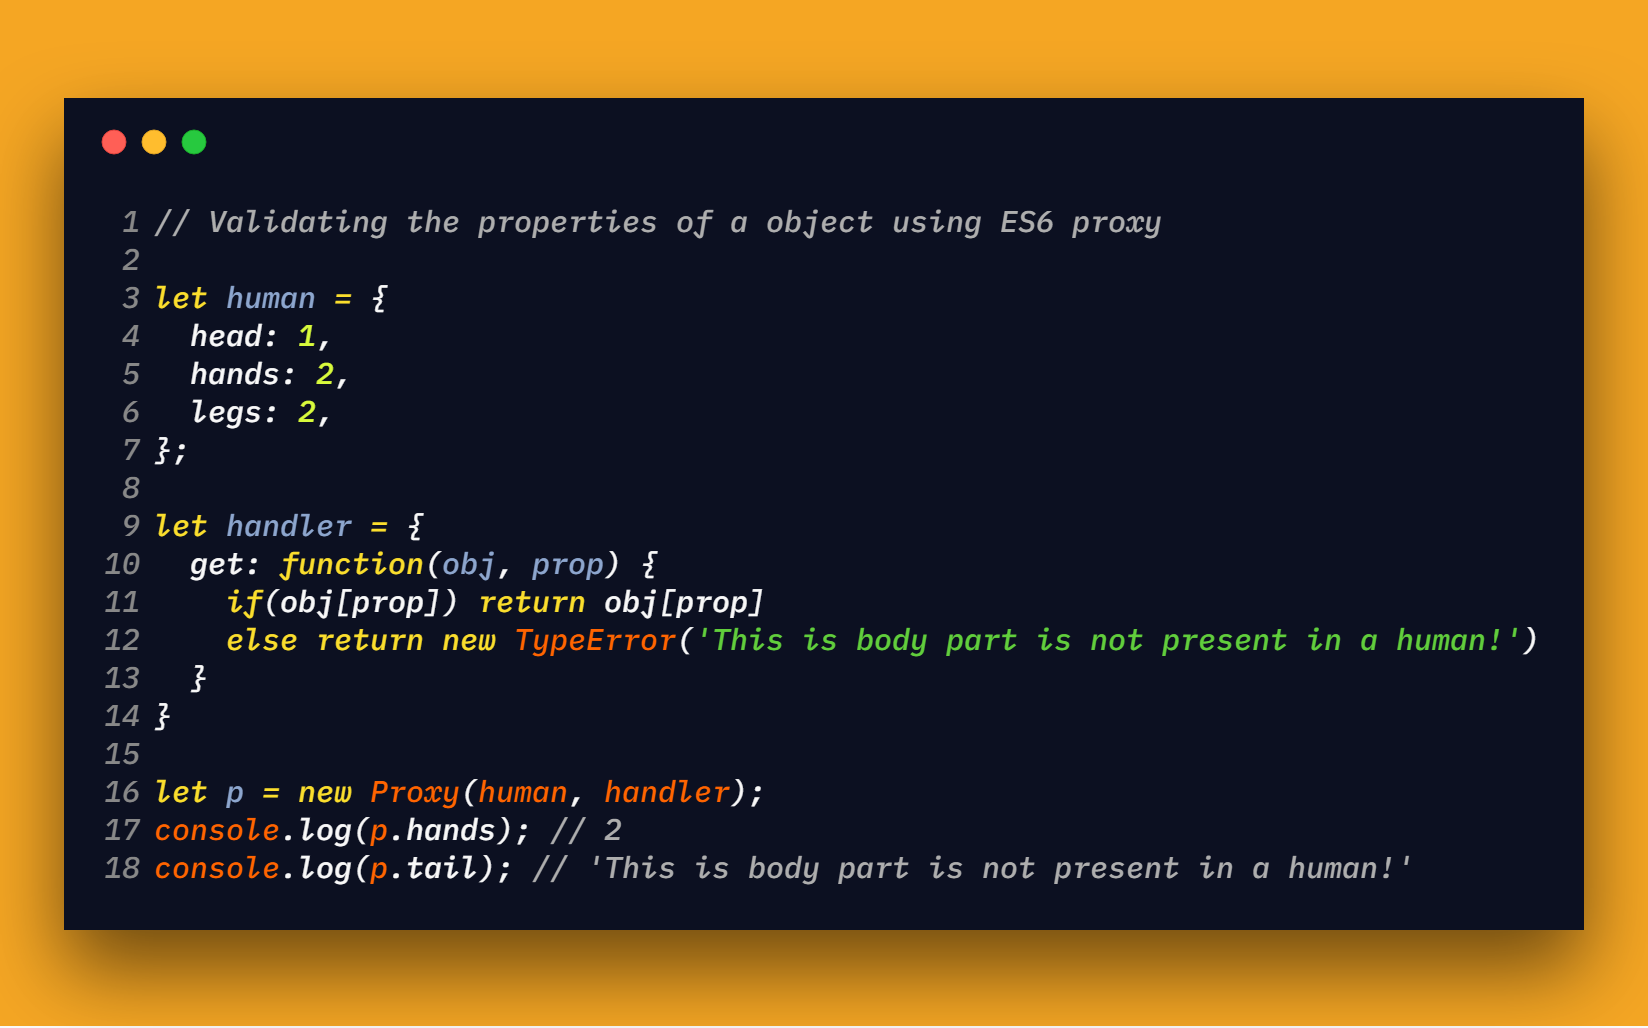 1 // Validating the properties of a object using ES6 proxy
2
3 let human = {
4   head: 1,
5   hands: 2,
6   legs: 2,
7 };
8
9 let handler = {
10   get: function(obj, prop) {
11     if(obj[prop]) return obj[prop]
12     else return new TypeError('This is body part is not present in a human!')
13   }
14 }
15
16 let p = new Proxy(human, handler);
17 console.log(p.hands); // 2
18 console.log(p.tail); // 'This is body part is not present in a human!'